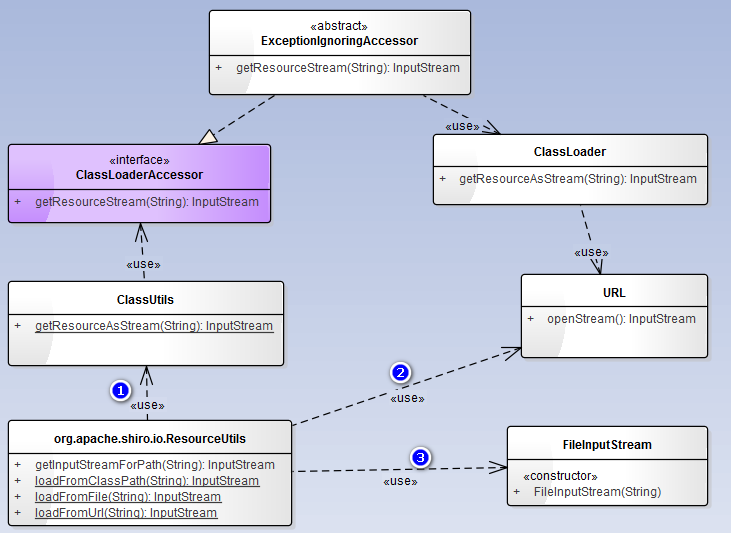 «abstract»
ExceptionIgnoringAccessor
+ getResourceStream(String): InputStream
«use»
«interface»
ClassLoaderAccessor
+ getResourceStream(String): InputStream
ClassLoader
+ getResourceAsStream(String): InputStream
«use»
«use»
ClassUtils
+ getResourceAsStream(String): InputStream
URL
+ openStream(): InputStream
1
«use»
2
«use»
org.apache.shiro.io.ResourceUtils
+ getInputStreamForPath(String): InputStream
+ loadFromClassPath(String): InputStream
+ loadFromFile(String): InputStream
+ loadFromUrl(String): InputStream
3
«use»
FileInputStream
«constructor»
+ FileInputStream(String)